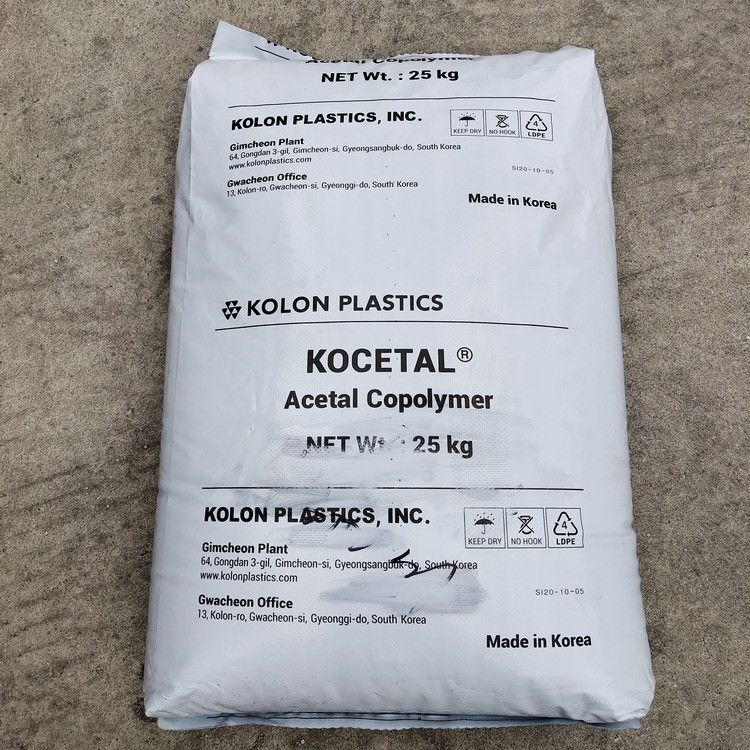 Acetal Copolymer
NET Wt. : 25 kg
KOLON PLASTICS, INC.
KEEP DRY
NO HOOK
4
LDPE
Gimcheon Plant
64, Gongdan 3-gil, Gimcheon-si, Gyeongsangbuk-do, South Korea
www.kolonplastics.com
SI20-10-05
Gwacheon Office
13, Kolon-ro, Gwacheon-si, Gyeonggi-do, South Korea
Made in Korea
KOLON PLASTICS
KOCETAL®
Acetal Copolymer
NET Wt. : 25 kg
KOLON PLASTICS, INC.
KEEP DRY
NO HOOK
4
LDPE
Gimcheon Plant
64, Gongdan 3-gil, Gimcheon-si, Gyeongsangbuk-do, South Korea
www.kolonplastics.com
SI20-10-05
Gwacheon Office
13, Kolon-ro, Gwacheon-si, Gyeonggi-do, South Korea
Made in Korea